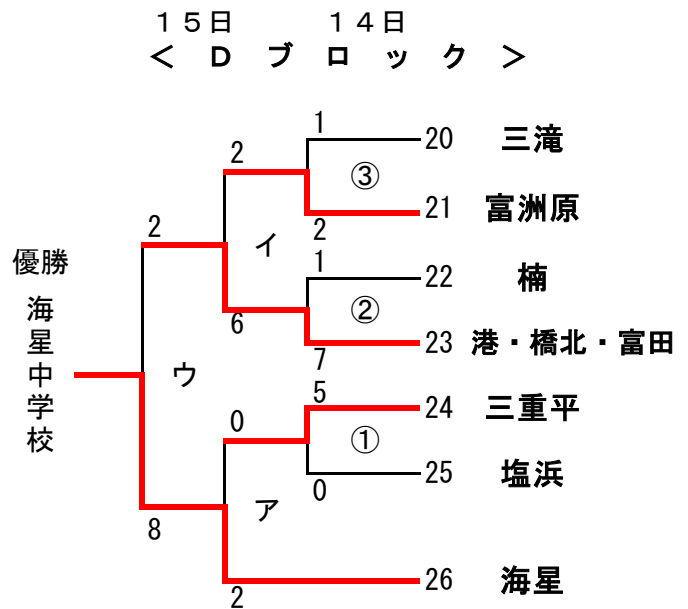 １５日　１４日
＜ Ｄ ブ ロ ッ ク ＞
1
20 三滝
2
③
21 富洲原
2
2
イ
1
22 楠
優勝
②
6
23 港・橋北・富田
7
海星中学校
ウ
5
24 三重平
0
①
25 塩浜
0
ア
8
26 海星
2